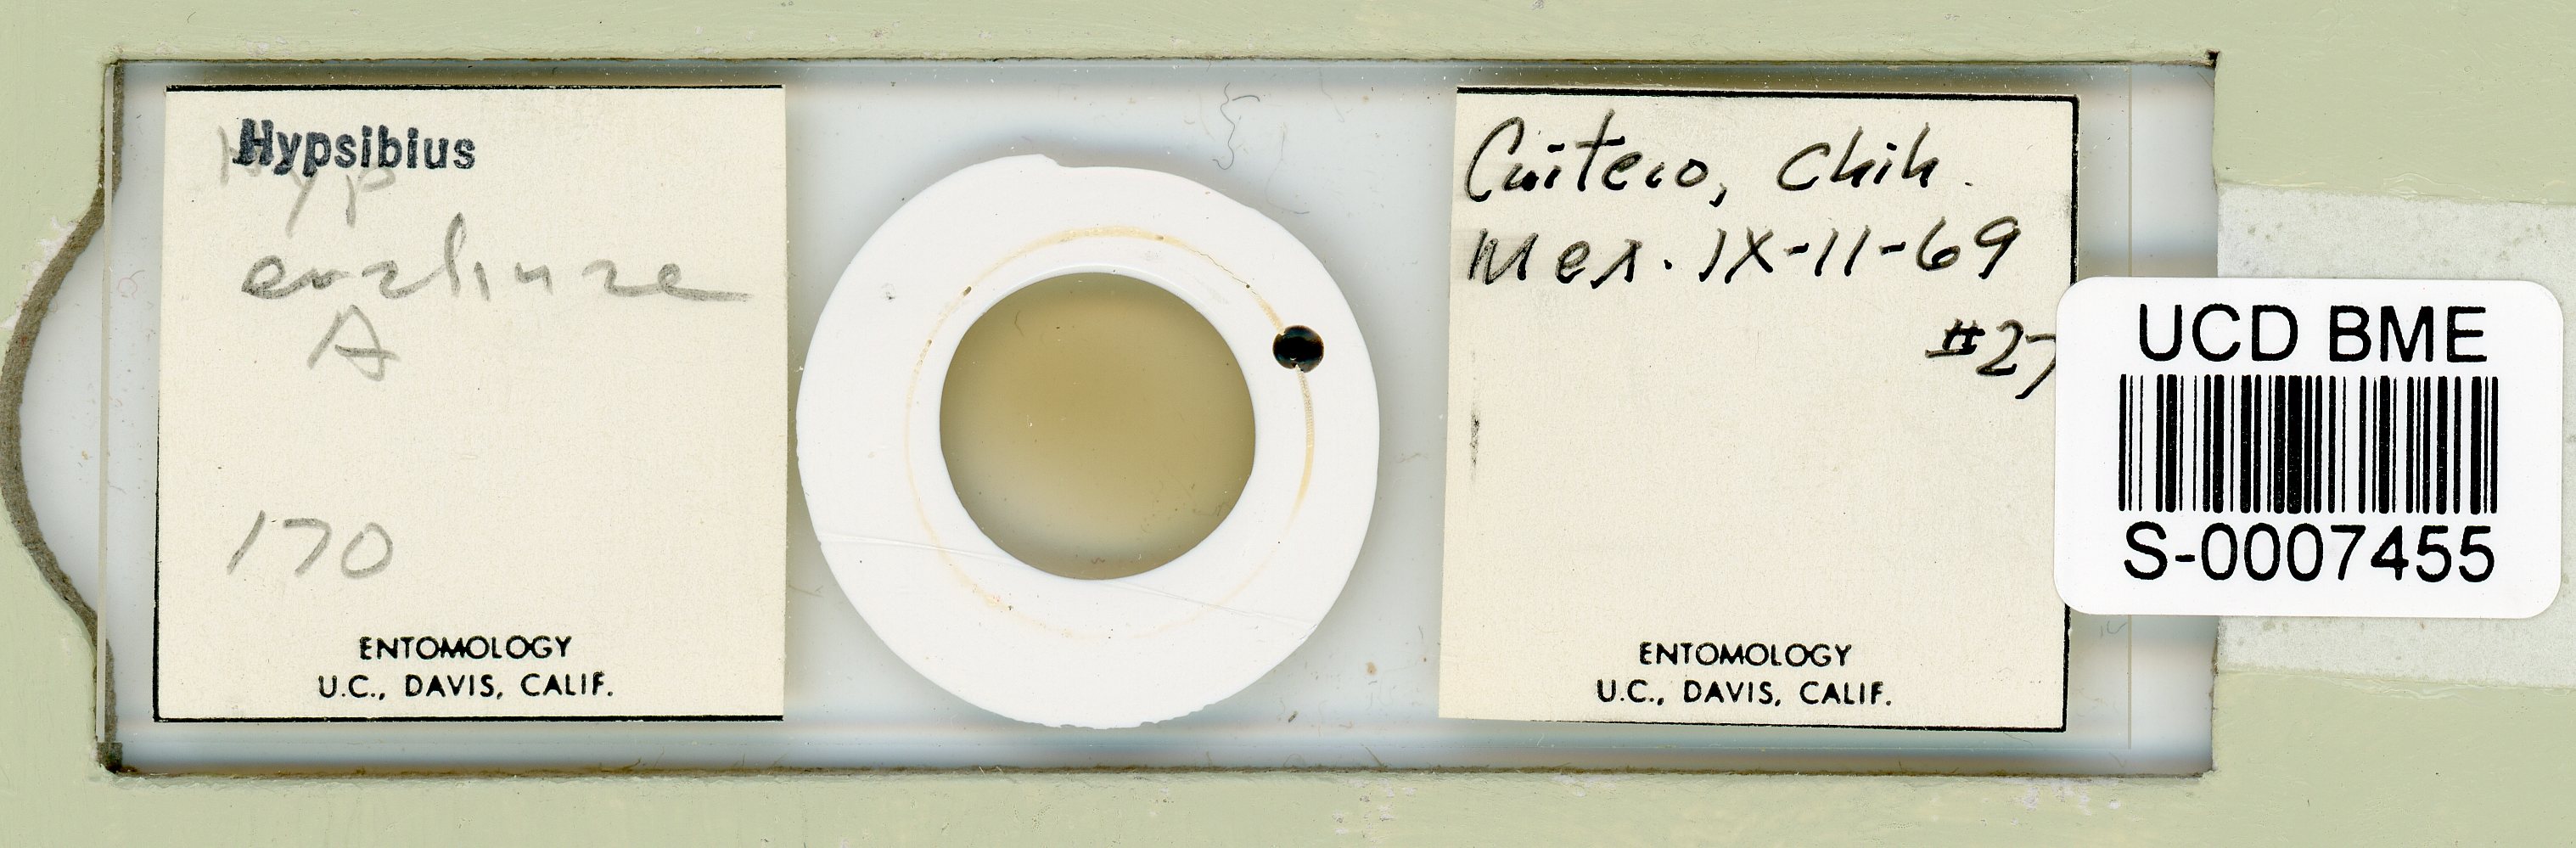 Hypsibius
Hyp
A
170
ENTOMOLOGY
U.C., DAVIS, CALIF.
Cuiteco, Chih.
Mex. IX-11-69
#27
ENTOMOLOGY
U.C., DAVIS, CALIF.
UCD BME
S-0007455